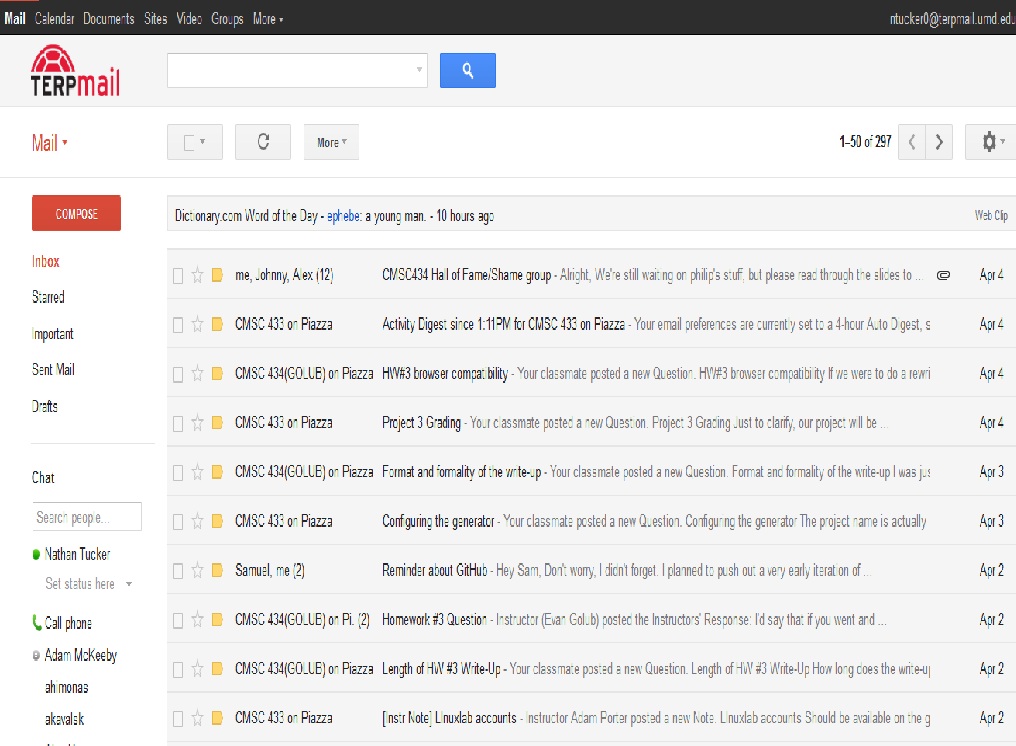 Mail Calendar Documents Sites Video Groups More ntucker0@terpmail.umd.edu
TERPmail
Mail More 1–50 of 297
COMPOSE
Dictionary.com Word of the Day - ephebe: a young man. - 10 hours ago Web Clip
Inbox
Starred
Important
Sent Mail
Drafts
me, Johnny, Alex (12) CMSC434 Hall of Fame/Shame group - Alright, We're still waiting on philip's stuff, but please read through the slides to ... Apr 4
CMSC 433 on Piazza Activity Digest since 1:11PM for CMSC 433 on Piazza - Your email preferences are currently set to a 4-hour Auto Digest, s Apr 4
CMSC 434(GOLUB) on Piazza HW#3 browser compatibility - Your classmate posted a new Question. HW#3 browser compatibility If we were to do a rewri Apr 4
CMSC 433 on Piazza Project 3 Grading - Your classmate posted a new Question. Project 3 Grading Just to clarify, our project will be ... Apr 4
CMSC 434(GOLUB) on Piazza Format and formality of the write-up - Your classmate posted a new Question. Format and formality of the write-up I was jus Apr 3
CMSC 433 on Piazza Configuring the generator - Your classmate posted a new Question. Configuring the generator The project name is actually Apr 3
Samuel, me (2) Reminder about GitHub - Hey Sam, Don't worry, I didn't forget. I planned to push out a very early iteration of ... Apr 2
CMSC 434(GOLUB) on Pi. (2) Homework #3 Question - Instructor (Evan Golub) posted the Instructors' Response: I'd say that if you went and ... Apr 2
CMSC 434(GOLUB) on Piazza Length of HW #3 Write-Up - Your classmate posted a new Question. Length of HW #3 Write-Up How long does the write-up Apr 2
CMSC 433 on Piazza [Instr Note] LInuxlab accounts - Instructor Adam Porter posted a new Note. LInuxlab accounts Should be available on the g Apr 2
Chat
Search people...
Nathan Tucker
Set status here
Call phone
Adam McKeeby
ahimonas
akavalek